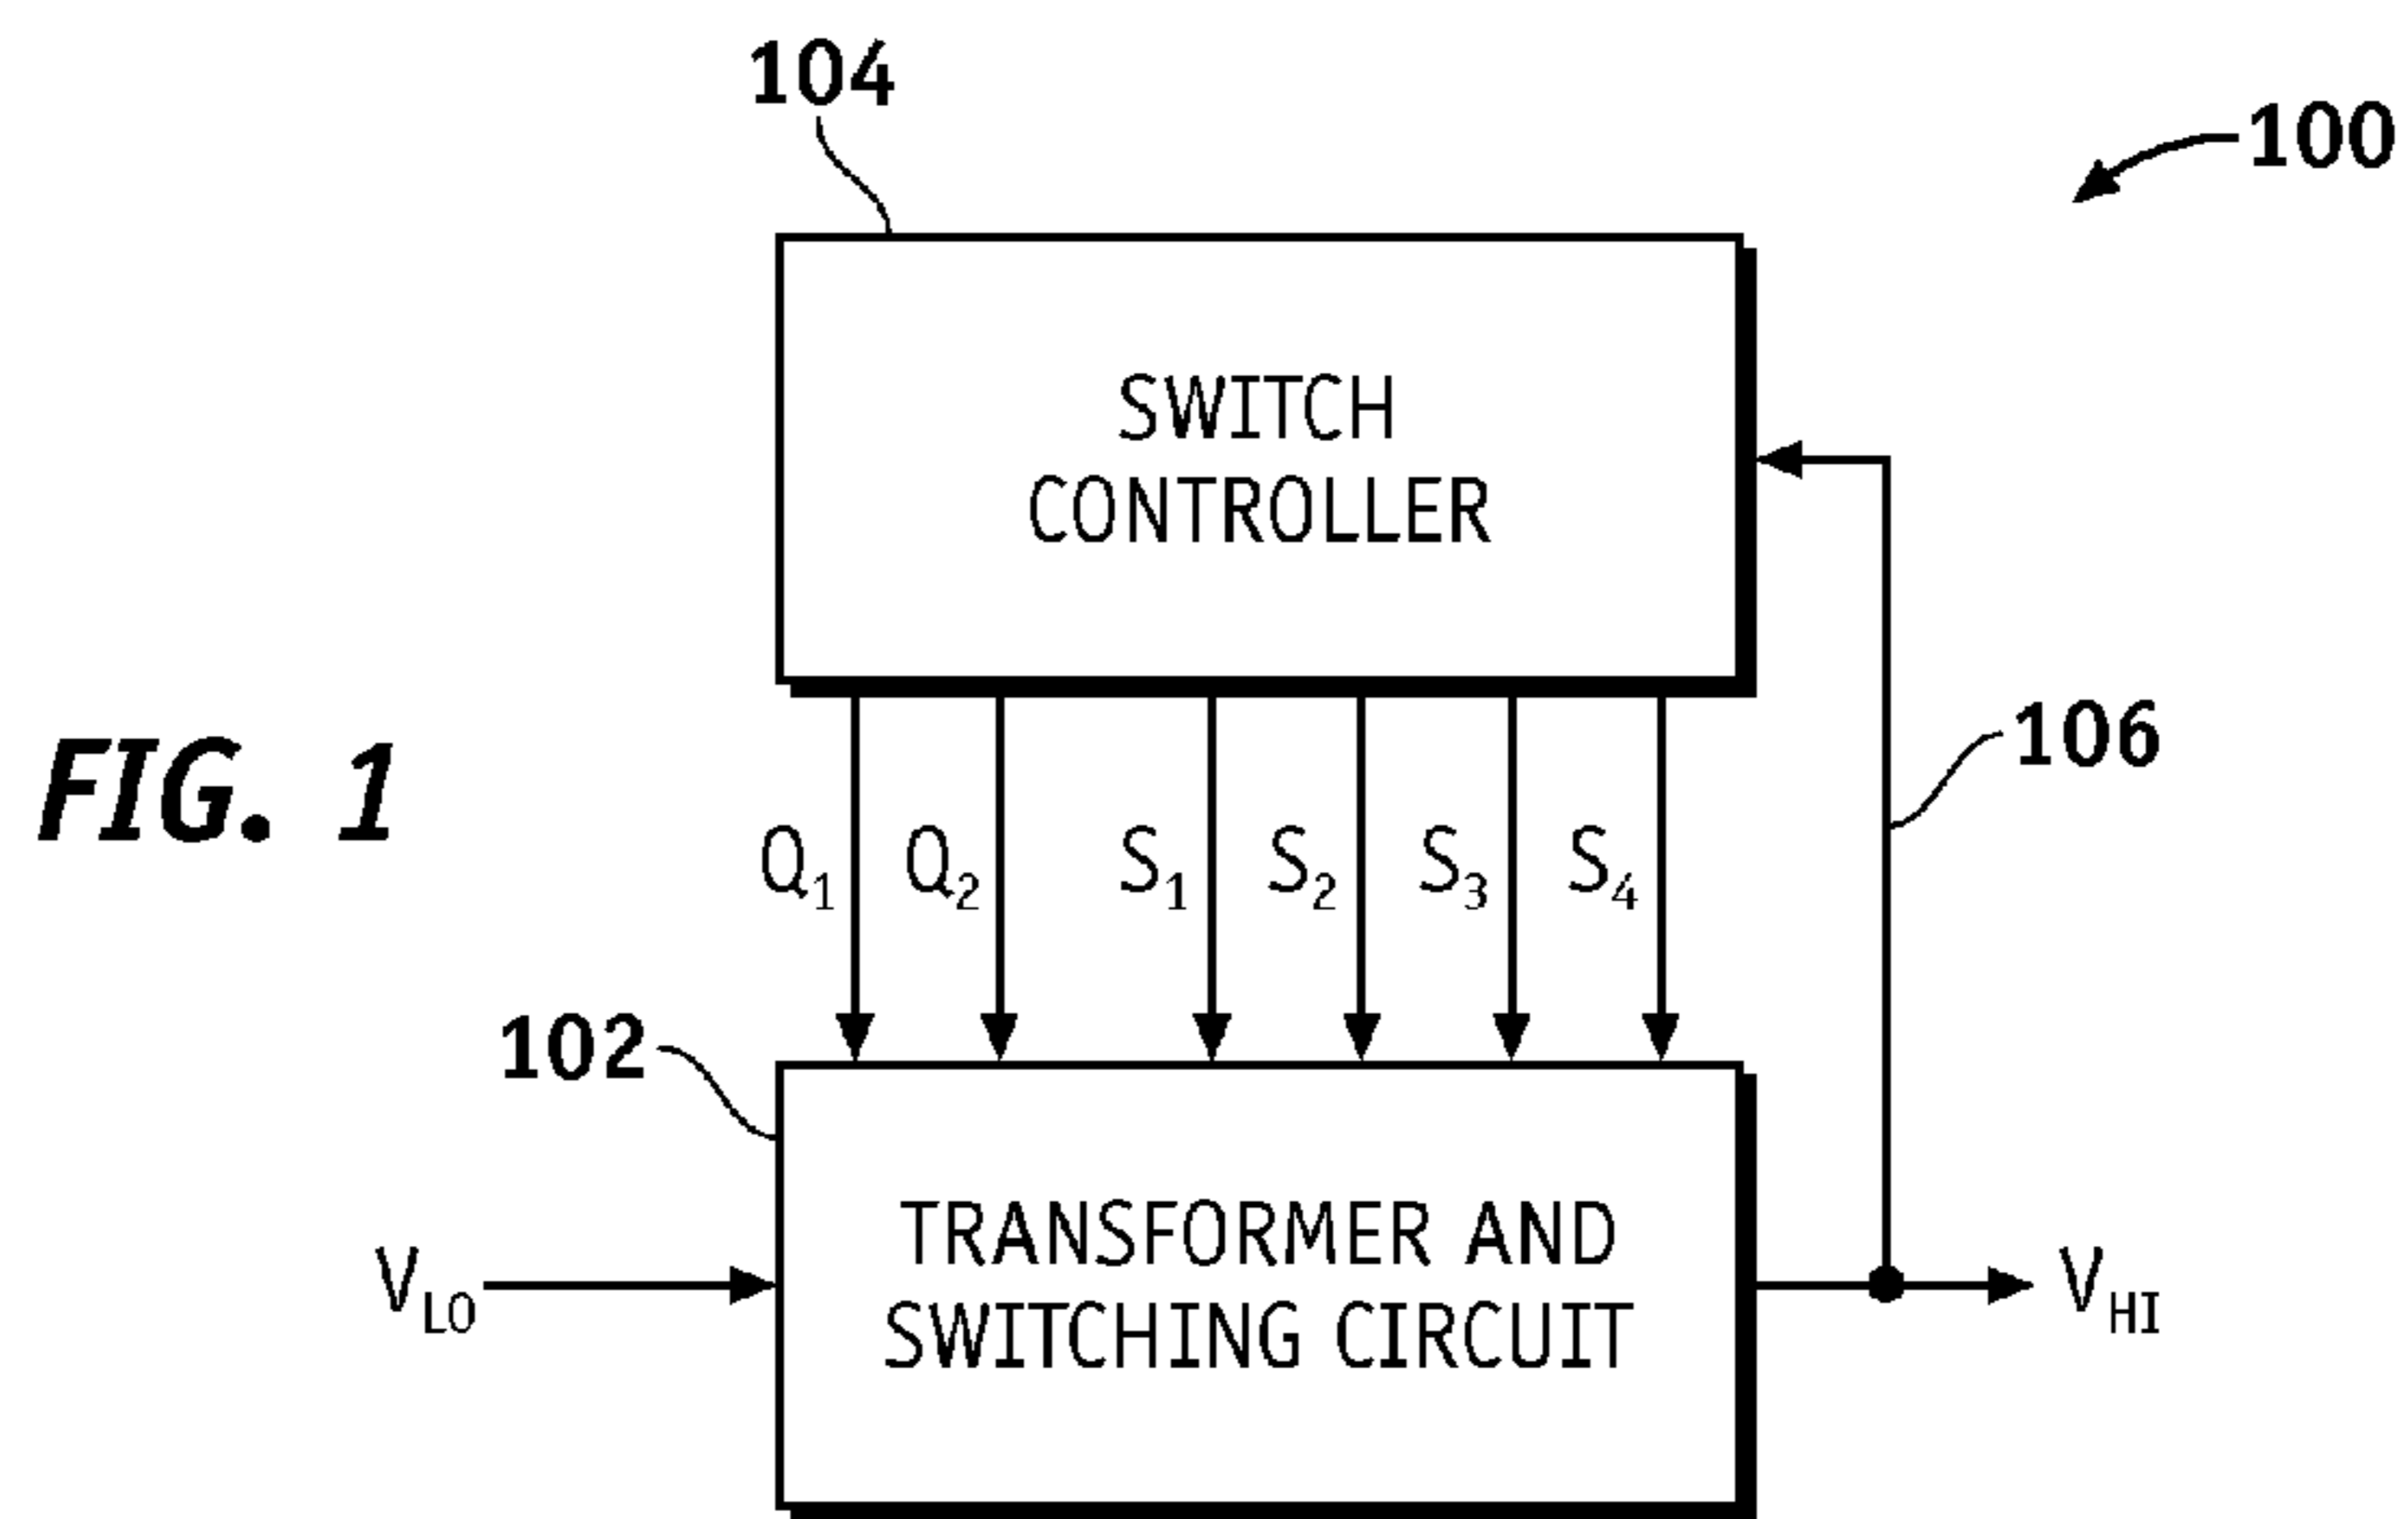 104
100
SWITCH
CONTROLLER
106
FIG. 1
Q1 Q2 S1 S2 S3 S4
102
TRANSFORMER AND
SWITCHING CIRCUIT
VLO
VHI